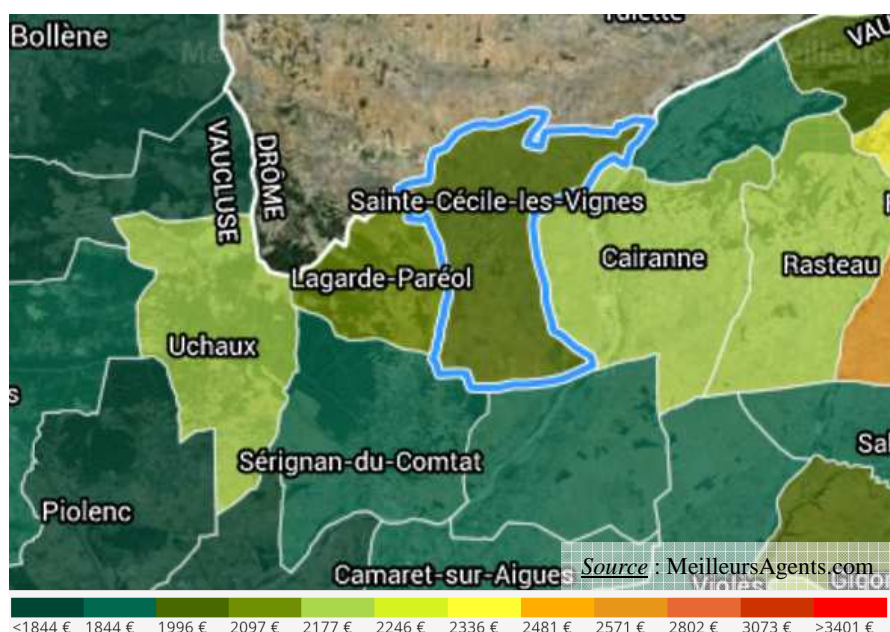 Bollène
VAUCLUSE
DRÔME
Sainte-Cécile-les-Vignes
Cairanne
Rasteau
Lagarde-Paréol
Uchaux
s
Sérignan-du-Comtat
Piolenc
Camaret-sur-Aigues
Source : MeilleursAgents.com
<1844 € 1844 € 1996 € 2097 € 2177 € 2246 € 2336 € 2481 € 2571 € 2802 € 3073 € >3401 €